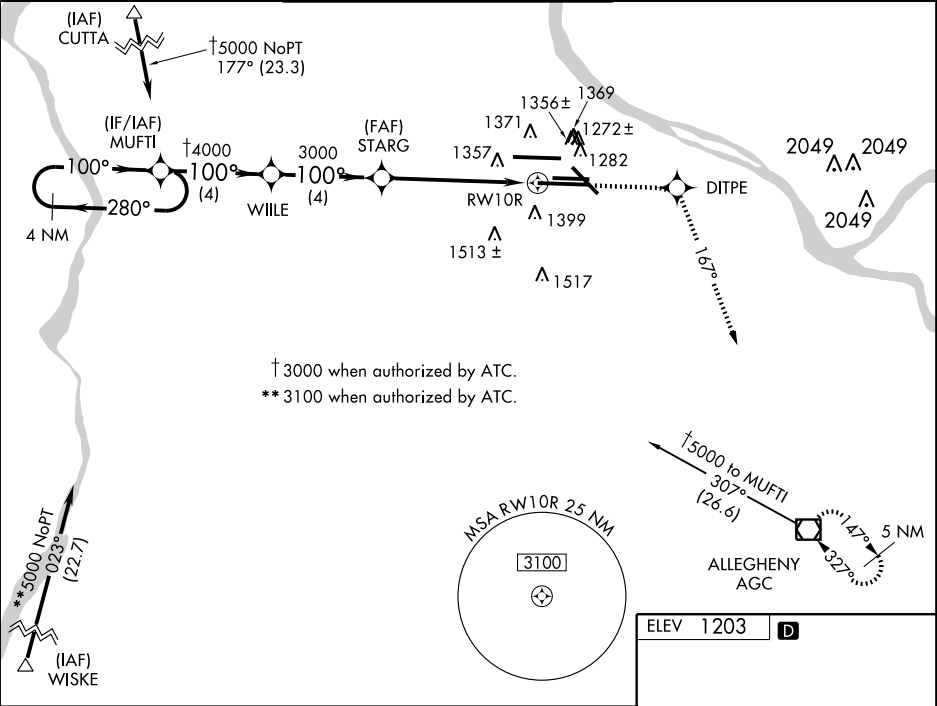 (IAF)
CUTTA
†5000 NoPT
177° (23.3)
(IF/IAF)
MUFTI
100°
280°
4 NM
†4000
100°
(4)
WIILE
3000
100°
(4)
(FAF)
STARG
1371
1357
1356±
1369
1272±
1282
RW10R
1399
1513 ±
1517
DITPE
167°
2049
2049
2049
† 3000 when authorized by ATC.
** 3100 when authorized by ATC.
**5000 NoPT
023°
(22.7)
(IAF)
WISKE
MSA RW10R 25 NM
3100
†5000 to MUFTI
307°
(26.6)
ALLEGHENY
AGC
147°
327°
5 NM
ELEV 1203
D